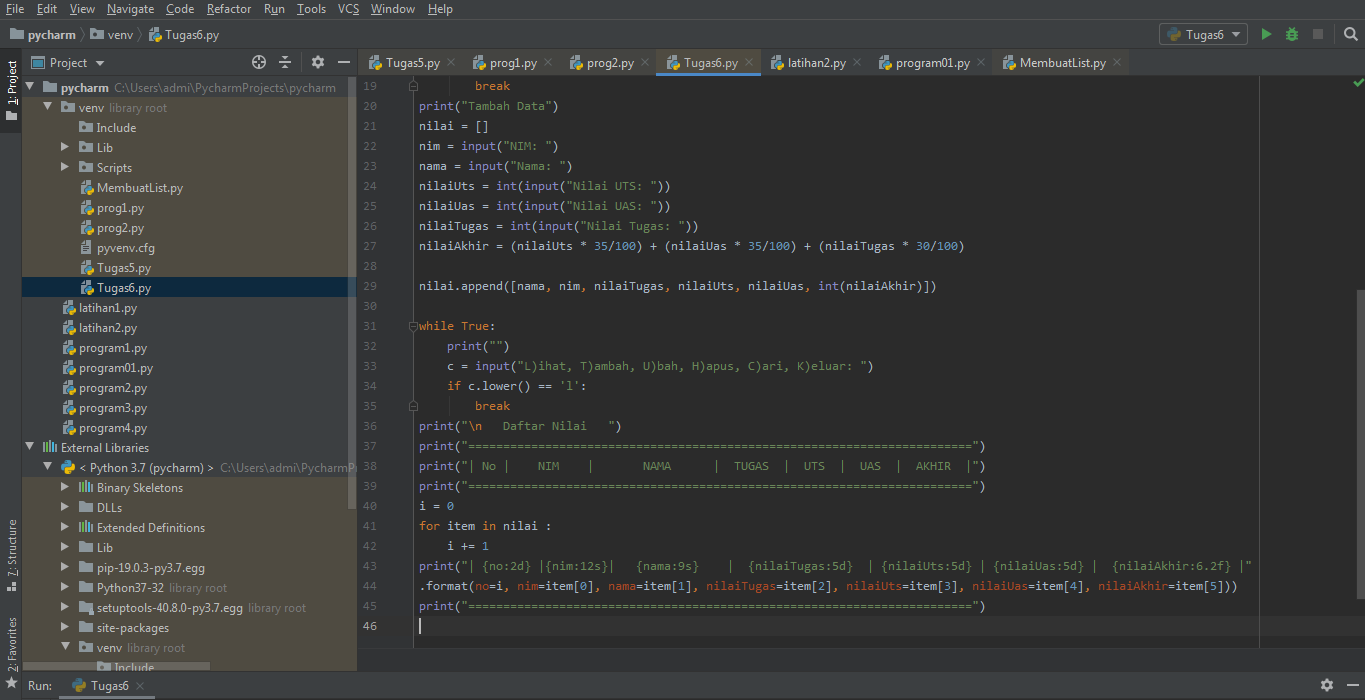 File Edit View Navigate Code Refactor Run Tools VCS Window Help
pycharm venv Tugas6.py Tugas6
1: Project
Project
Tugas5.py prog1.py prog2.py Tugas6.py latihan2.py program01.py MembuatList.py
pycharm C:\Users\admi\PycharmProjects\pycharm
venv library root
Include
Lib
Scripts
MembuatList.py
prog1.py
prog2.py
pyvenv.cfg
Tugas5.py
Tugas6.py
latihan1.py
latihan2.py
program1.py
program01.py
program2.py
program3.py
program4.py
External Libraries
< Python 3.7 (pycharm) > C:\Users\admi\PycharmP
Binary Skeletons
DLLs
Extended Definitions
Lib
pip-19.0.3-py3.7.egg
Python37-32 library root
setuptools-40.8.0-py3.7.egg library root
site-packages
venv library root
Include
7: Structure
2: Favorites
19         break
20 print("Tambah Data")
21 nilai = []
22 nim = input("NIM: ")
23 nama = input("Nama: ")
24 nilaiUts = int(input("Nilai UTS: "))
25 nilaiUas = int(input("Nilai UAS: "))
26 nilaiTugas = int(input("Nilai Tugas: "))
27 nilaiAkhir = (nilaiUts * 35/100) + (nilaiUas * 35/100) + (nilaiTugas * 30/100)
28
29 nilai.append([nama, nim, nilaiTugas, nilaiUts, nilaiUas, int(nilaiAkhir)])
30
31 while True:
32     print("")
33     c = input("L)ihat, T)ambah, U)bah, H)apus, C)ari, K)eluar: ")
34     if c.lower() == 'l':
35         break
36 print("\n   Daftar Nilai   ")
37 print("========================================================================")
38 print("| No |    NIM    |       NAMA      |  TUGAS  |  UTS  |  UAS  |  AKHIR  |")
39 print("========================================================================")
40 i = 0
41 for item in nilai :
42     i += 1
43 print("| {no:2d} |{nim:12s}|   {nama:9s}    |  {nilaiTugas:5d}  | {nilaiUts:5d} | {nilaiUas:5d} |  {nilaiAkhir:6.2f} |"
44 .format(no=i, nim=item[0], nama=item[1], nilaiTugas=item[2], nilaiUts=item[3], nilaiUas=item[4], nilaiAkhir=item[5]))
45 print("========================================================================")
46
Run: Tugas6